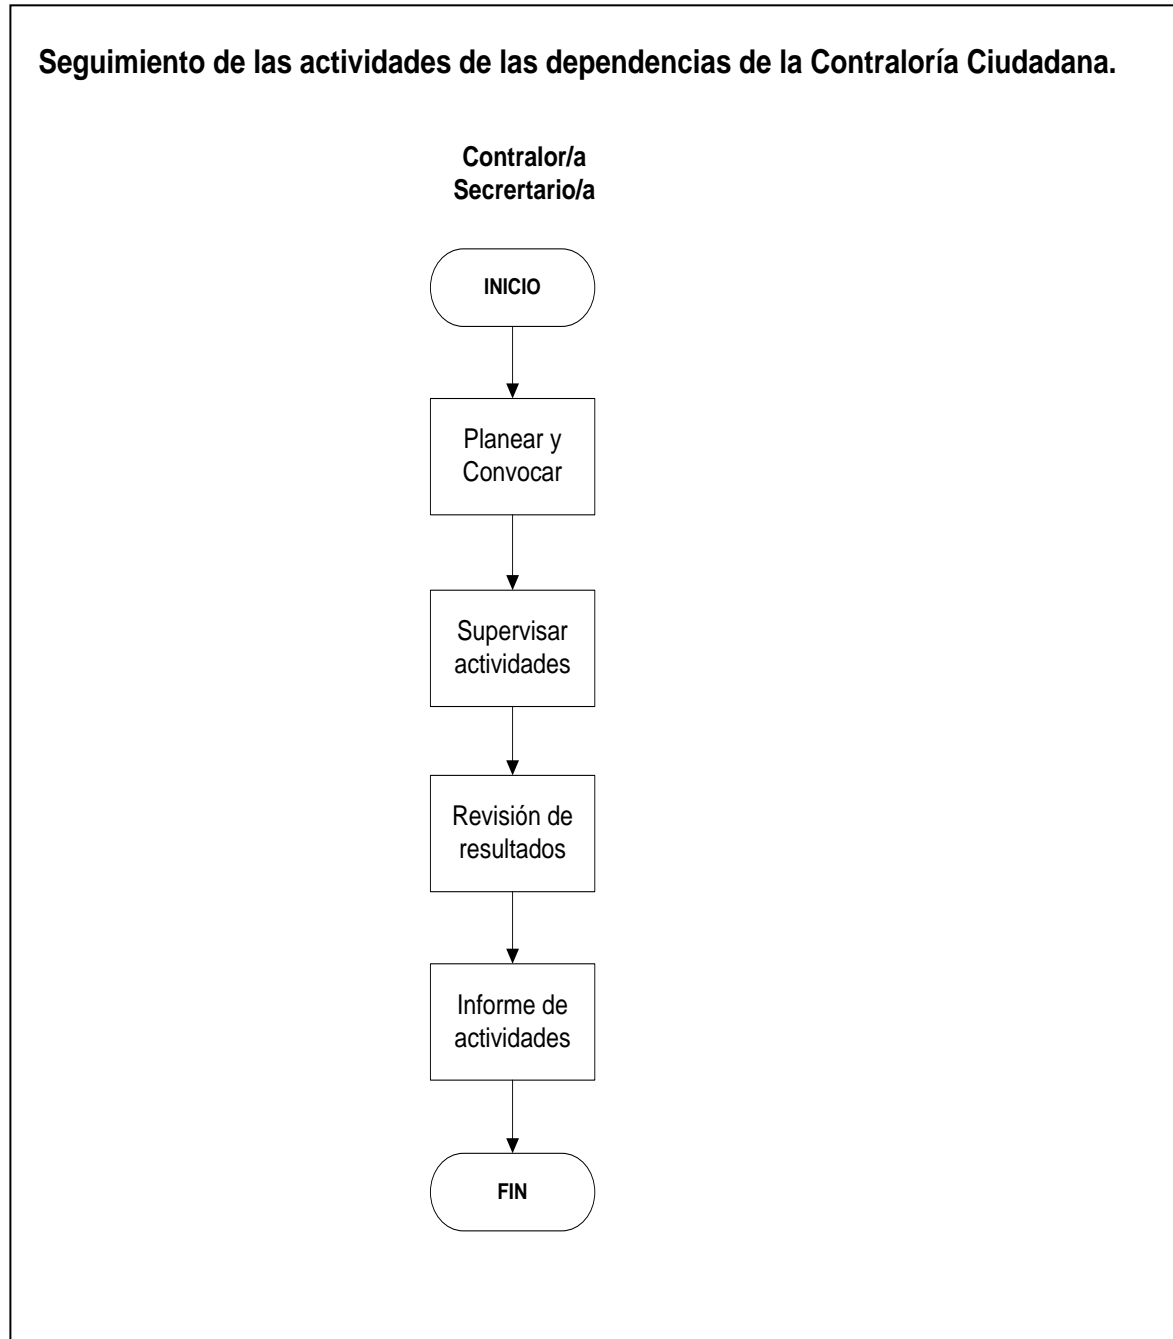 Seguimiento de las actividades de las dependencias de la Contraloría Ciudadana.
Contralor/a
Secrertario/a
INICIO
Planear y
Convocar
Supervisar
actividades
Revisión de
resultados
Informe de
actividades
FIN